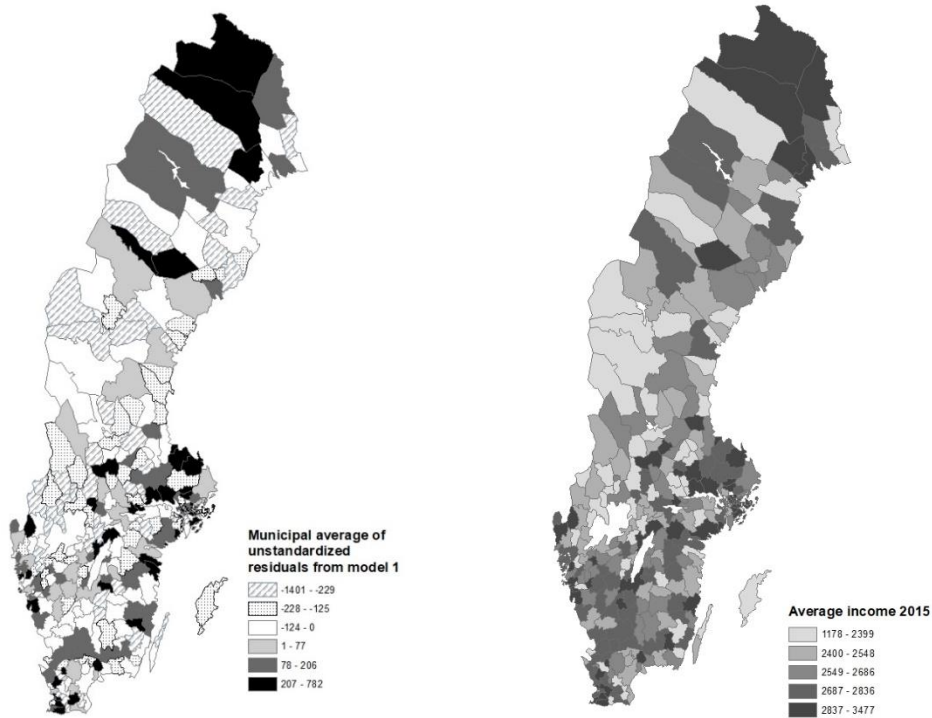 Municipal average of
unstandardized
residuals from model 1
-1401 - -229
-228 - -125
-124 - 0
1 - 77
78 - 206
207 - 782
Average income 2015
1178 - 2399
2400 - 2548
2549 - 2686
2687 - 2836
2837 - 3477